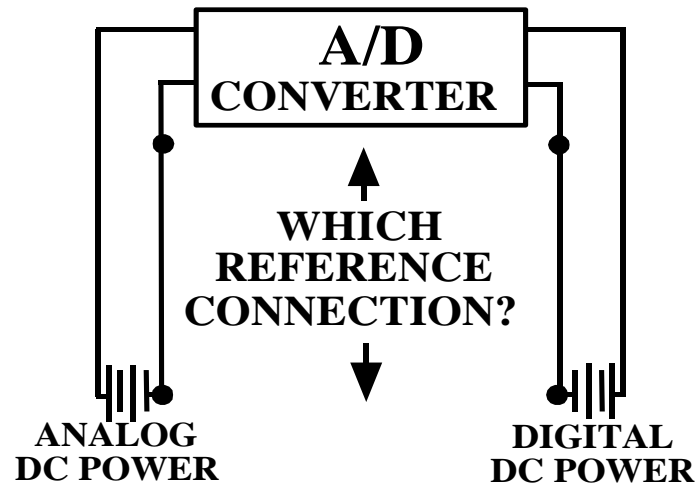 A/D
CONVERTER
WHICH
REFERENCE
CONNECTION?
ANALOG
DC POWER
DIGITAL
DC POWER